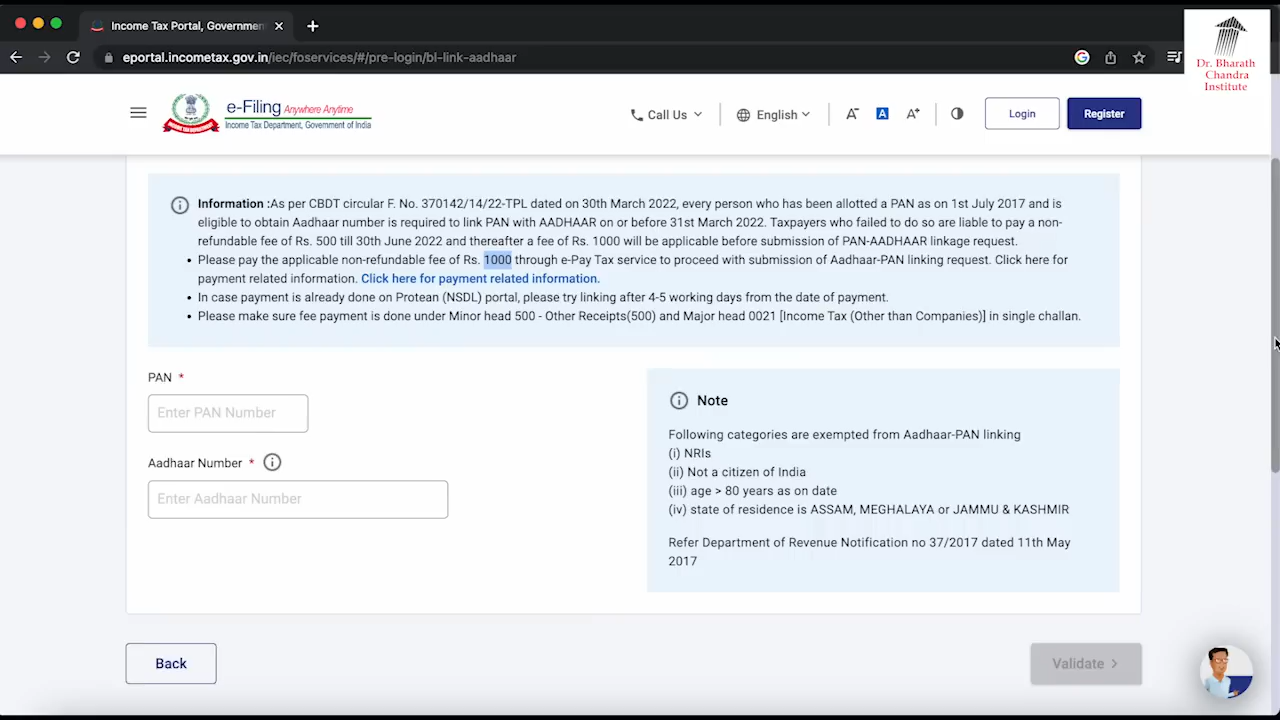 Income Tax Portal, Governmen
eportal.incometax.gov.in/iec/foservices/#/pre-login/bl-link-aadhaar
Dr. Bharath
Chandra
Institute
e-Filing Anywhere Anytime
Income Tax Department, Government of India
Call Us
English
A-
A
A+
Login
Register
Information :As per CBDT circular F. No. 370142/14/22-TPL dated on 30th March 2022, every person who has been allotted a PAN as on 1st July 2017 and is
eligible to obtain Aadhaar number is required to link PAN with AADHAAR on or before 31st March 2022. Taxpayers who failed to do so are liable to pay a non-
refundable fee of Rs. 500 till 30th June 2022 and thereafter a fee of Rs. 1000 will be applicable before submission of PAN-AADHAAR linkage request.
• Please pay the applicable non-refundable fee of Rs. 1000 through e-Pay Tax service to proceed with submission of Aadhaar-PAN linking request. Click here for
payment related information. Click here for payment related information.
• In case payment is already done on Protean (NSDL) portal, please try linking after 4-5 working days from the date of payment.
• Please make sure fee payment is done under Minor head 500 - Other Receipts(500) and Major head 0021 [Income Tax (Other than Companies)] in single challan.
PAN *
Enter PAN Number
Aadhaar Number *
Enter Aadhaar Number
Note
Following categories are exempted from Aadhaar-PAN linking
(i) NRIs
(ii) Not a citizen of India
(iii) age > 80 years as on date
(iv) state of residence is ASSAM, MEGHALAYA or JAMMU & KASHMIR
Refer Department of Revenue Notification no 37/2017 dated 11th May
2017
Back
Validate >